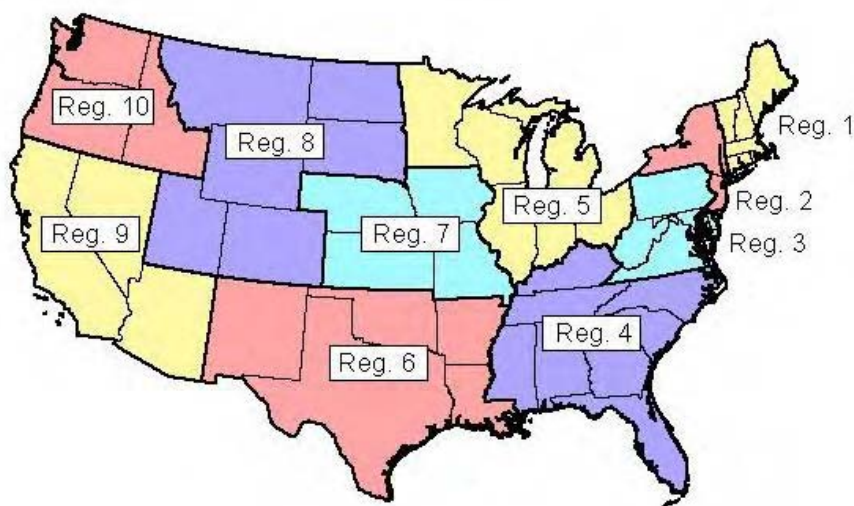 Reg. 10
Reg. 8
Reg. 1
Reg. 9
Reg. 7
Reg. 5
Reg. 2
Reg. 3
Reg. 6
Reg. 4